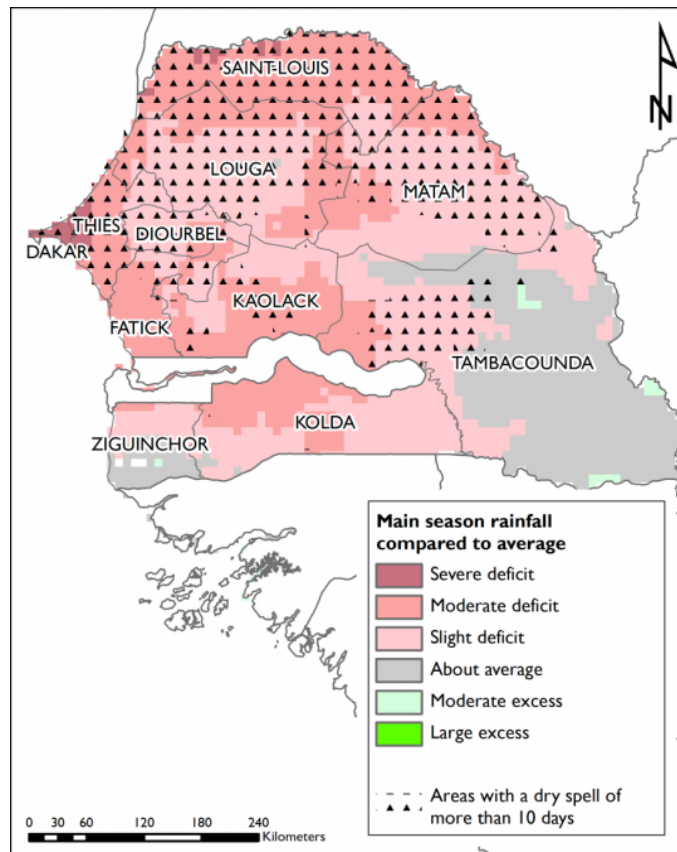 N
SAINT-LOUIS
LOUGA
MATAM
THIES
DIOURBEL
DAKAR
KAOLACK
FATICK
TAMBACOUNDA
KOLDA
ZIGUINCHOR
Main season rainfall
compared to average
Severe deficit
Moderate deficit
Slight deficit
About average
Moderate excess
Large excess
Areas with a dry spell of
more than 10 days
0 30 60 120 180 240
Kilometers